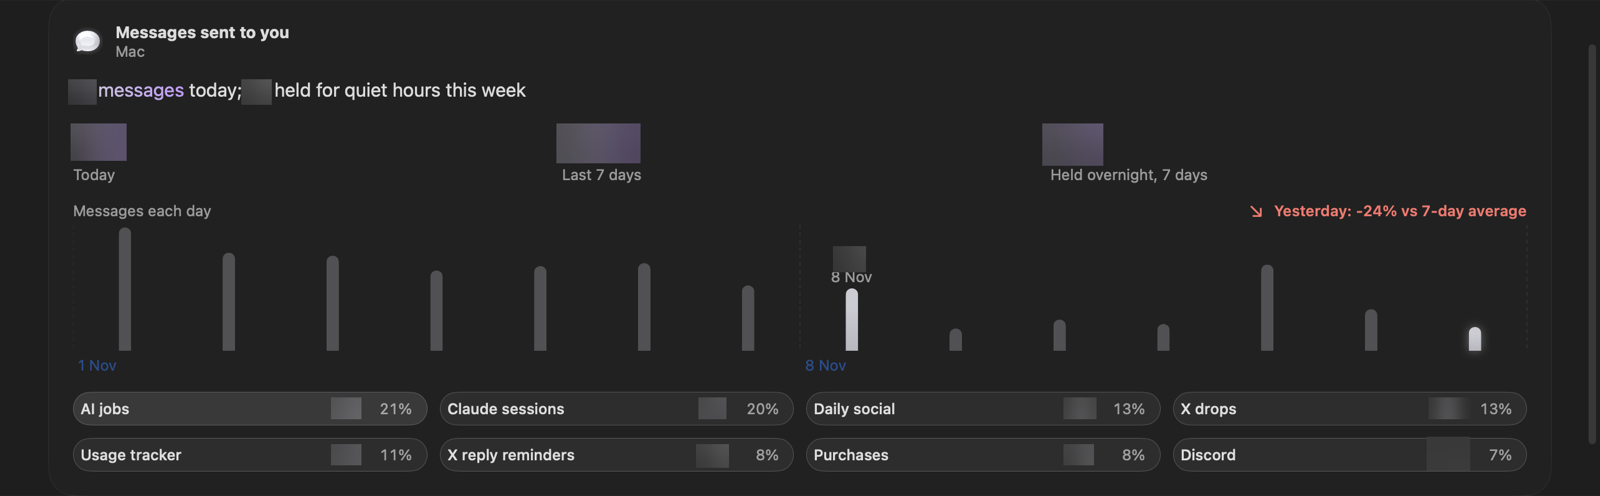 Messages sent to you
Mac
messages today; held for quiet hours this week
Today
Last 7 days
Held overnight, 7 days
Messages each day
Yesterday: -24% vs 7-day average
8 Nov
1 Nov
8 Nov
AI jobs 21%
Claude sessions 20%
Daily social 13%
X drops 13%
Usage tracker 11%
X reply reminders 8%
Purchases 8%
Discord 7%